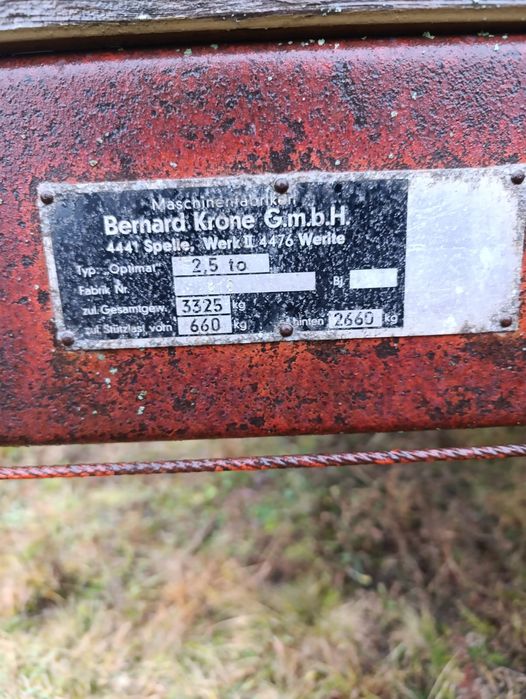 Maschinenfabriken
Bernard Krone G.m.b.H.
4441 Spelle, Werk II 4476 Werlte
Typ: „Optimat" 2,5 to
Fabrik Nr. Bj.
zul. Gesamtgew. 3325 kg
zul. Stützlast vorn 660 kg hinten 2660 kg